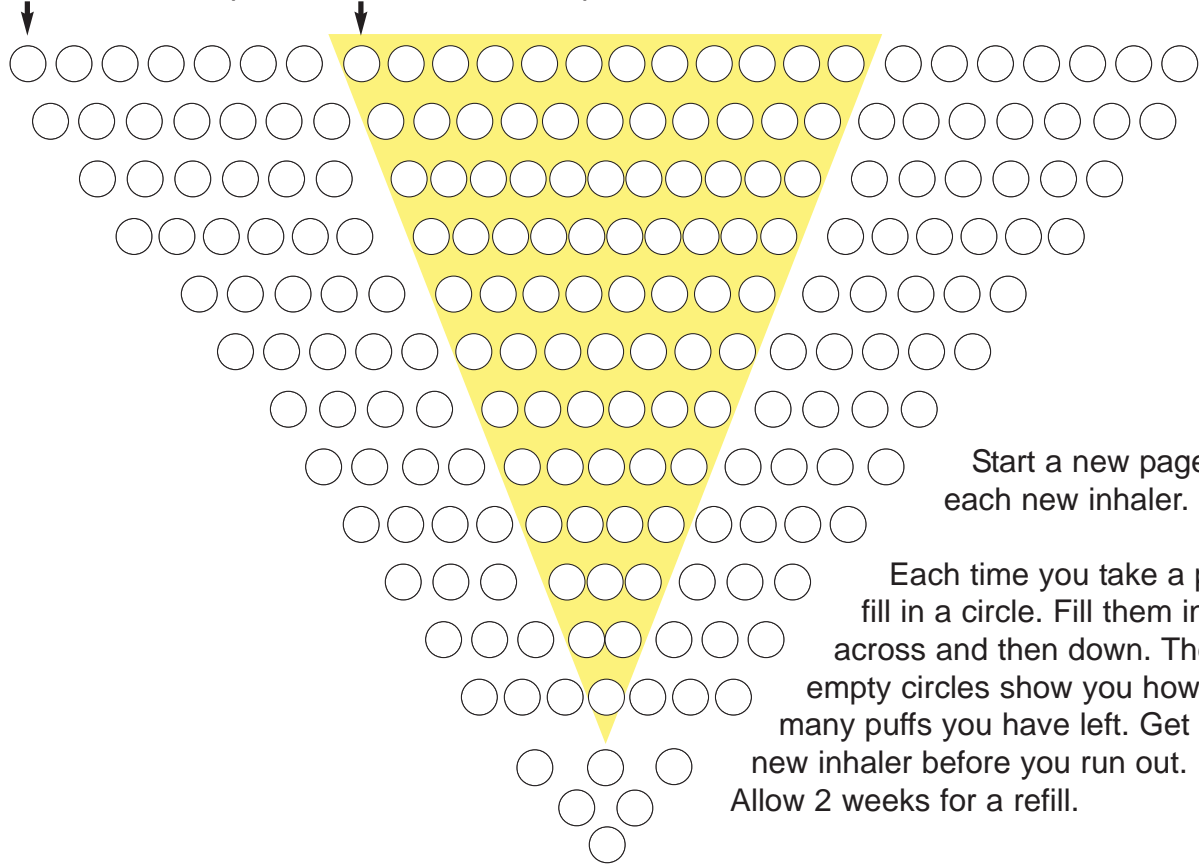 Start a new page
each new inhaler.
Each time you take a
fill in a circle. Fill them in
across and then down. The
empty circles show you how
many puffs you have left. Get
new inhaler before you run out.
Allow 2 weeks for a refill.